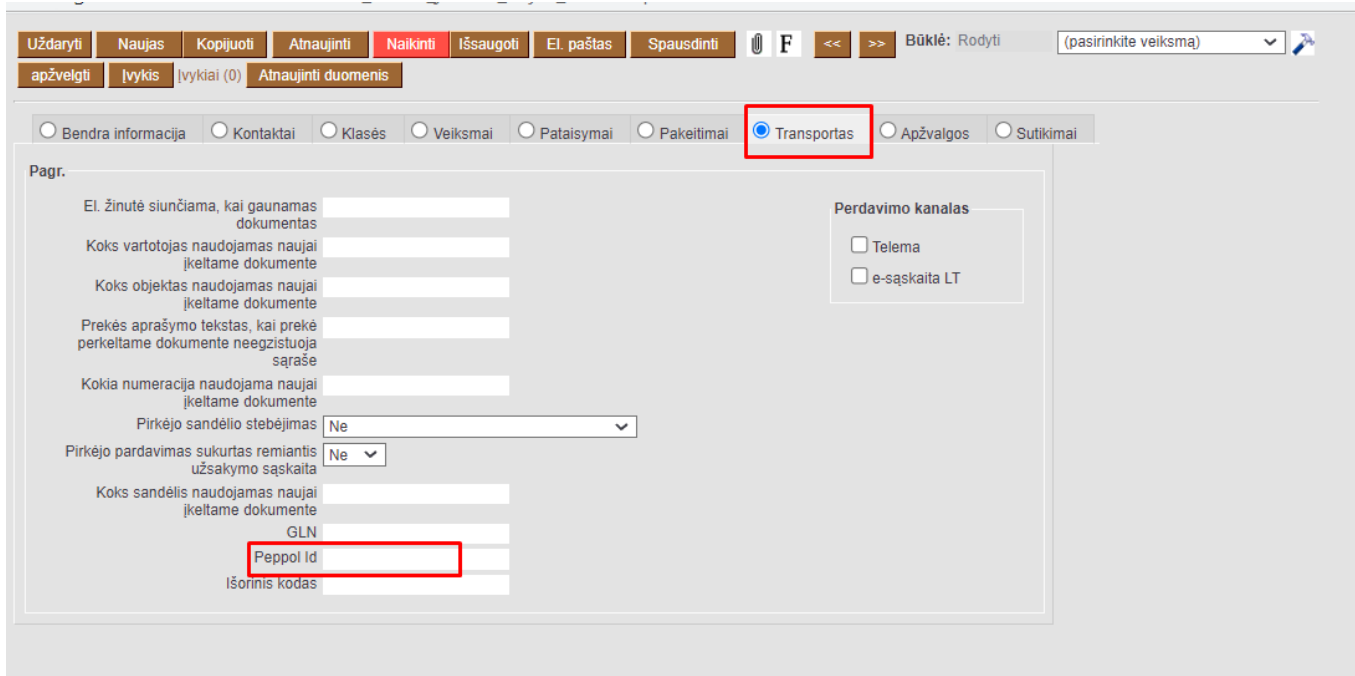 Uždaryti Naujas Kopijuoti Atnaujinti Naikinti Išsaugoti El. paštas Spausdinti F << >> Būklė: Rodyti (pasirinkite veiksmą)
apžvelgti Įvykis Įvykiai (0) Atnaujinti duomenis
Bendra informacija Kontaktai Klasės Veiksmai Pataisymai Pakeitimai Transportas Apžvalgos Sutikimai
Pagr.
El. žinutė siunčiama, kai gaunamas
dokumentas
Koks vartotojas naudojamas naujai
įkeltame dokumente
Koks objektas naudojamas naujai
įkeltame dokumente
Prekės aprašymo tekstas, kai prekė
perkeltame dokumente neegzistuoja
sąraše
Kokia numeracija naudojama naujai
įkeltame dokumente
Pirkėjo sandėlio stebėjimas Ne
Pirkėjo pardavimas sukurtas remiantis
užsakymo sąskaita Ne
Koks sandėlis naudojamas naujai
įkeltame dokumente
GLN
Peppol Id
Išorinis kodas
Perdavimo kanalas
Telema
e-sąskaita LT